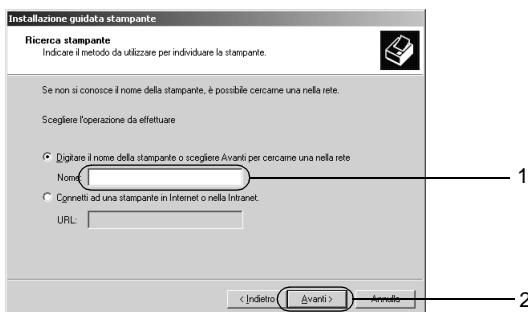 Installazione guidata stampante
Ricerca stampante
Indicare il metodo da utilizzare per individuare la stampante.
Se non si conosce il nome della stampante, è possibile cercarne una nella rete.
Scegliere l'operazione da effettuare
Digitare il nome della stampante o scegliere Avanti per cercarne una nella rete
Nome:
1
Connetti ad una stampante in Internet o nella Intranet.
URL:
< Indietro
Avanti >
Annulla
2